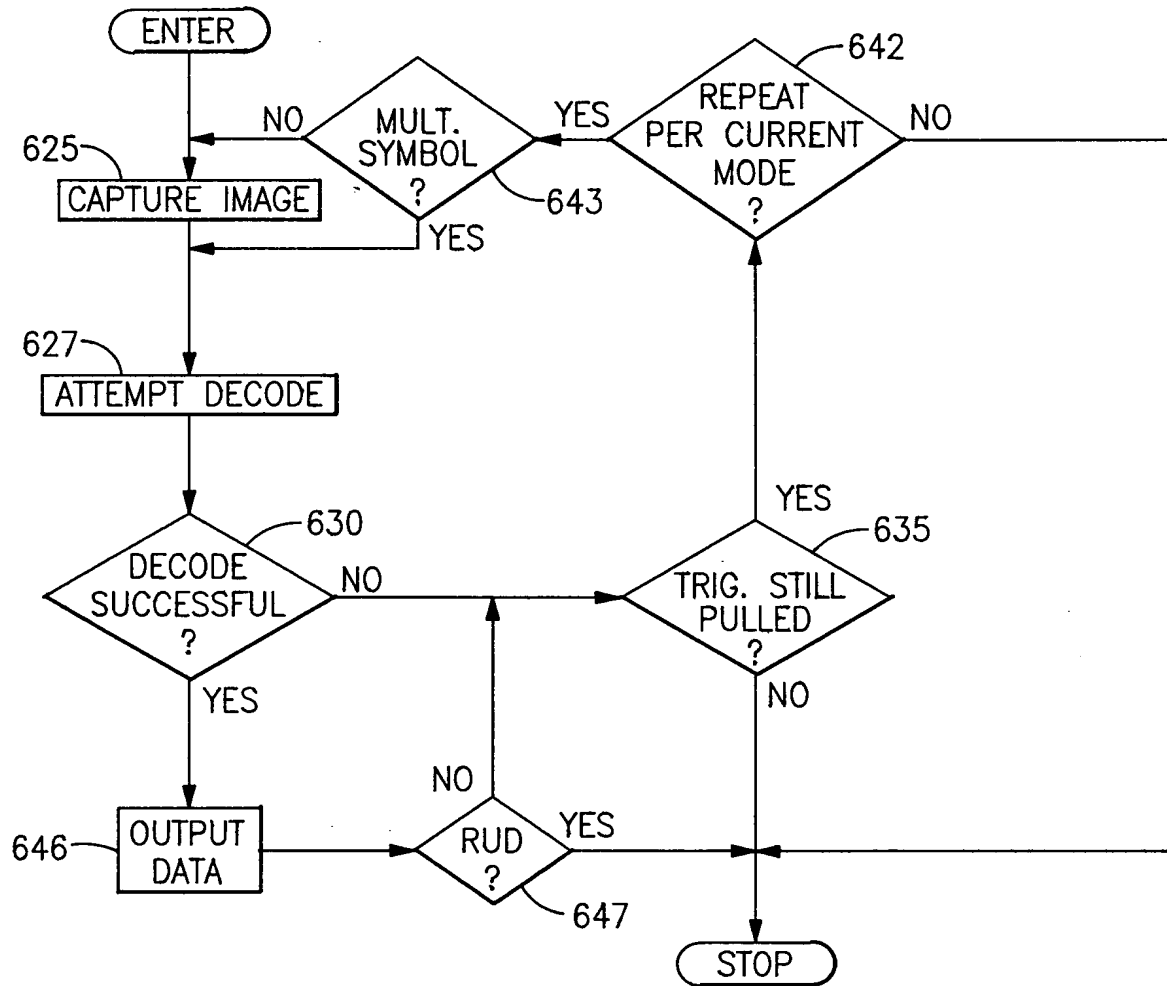 ENTER
642
REPEAT
PER CURRENT
MODE
?
YES
NO
MULT.
SYMBOL
?
NO
643
YES
625
CAPTURE IMAGE
627
ATTEMPT DECODE
630
DECODE
SUCCESSFUL
?
NO
YES
YES
635
TRIG. STILL
PULLED
?
NO
646
OUTPUT
DATA
NO
RUD
?
YES
647
STOP